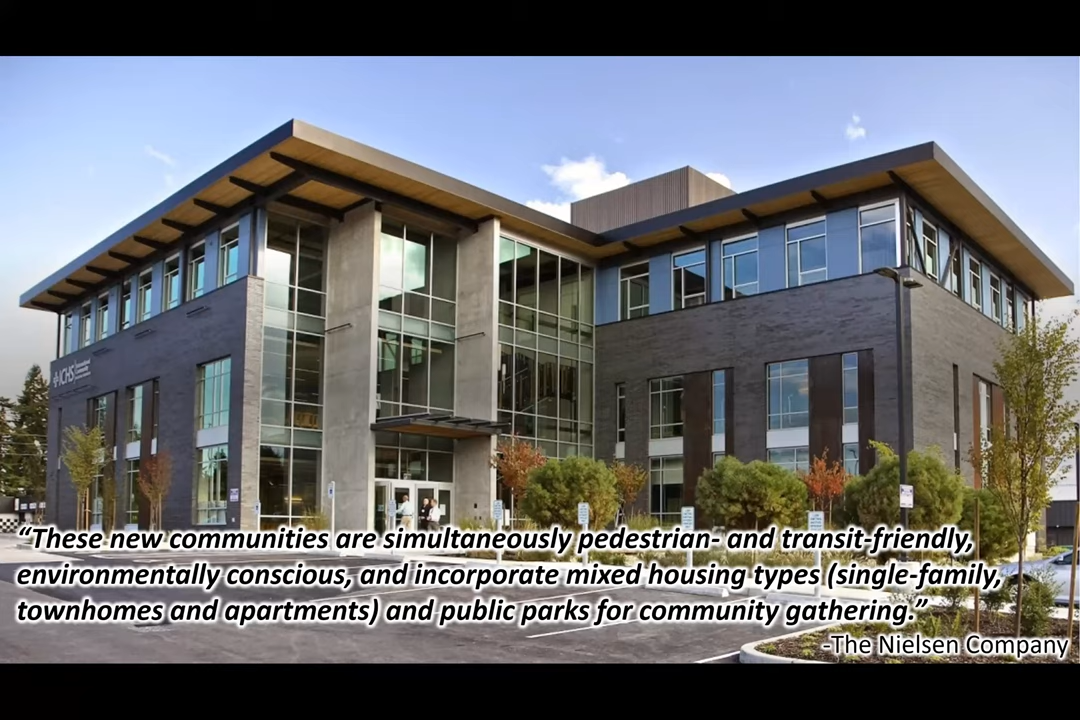 ICHS
“These new communities are simultaneously pedestrian- and transit-friendly,
environmentally conscious, and incorporate mixed housing types (single-family,
townhomes and apartments) and public parks for community gathering.”
-The Nielsen Company